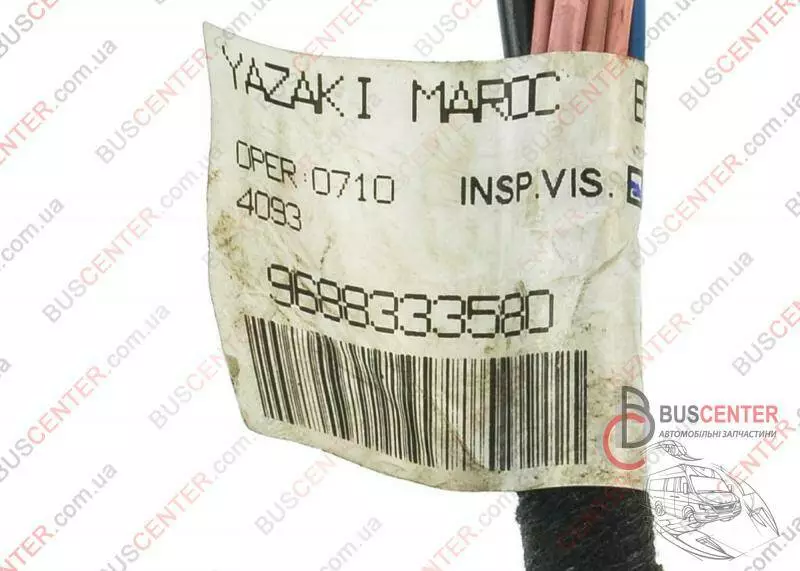 YAZAKI MAROC
OPER:0710 INSP.VIS.
4093
9688333580
BUSCENTER
АВТОМОБІЛЬНІ ЗАПЧАСТИНИ
BUSCENTER.com.ua